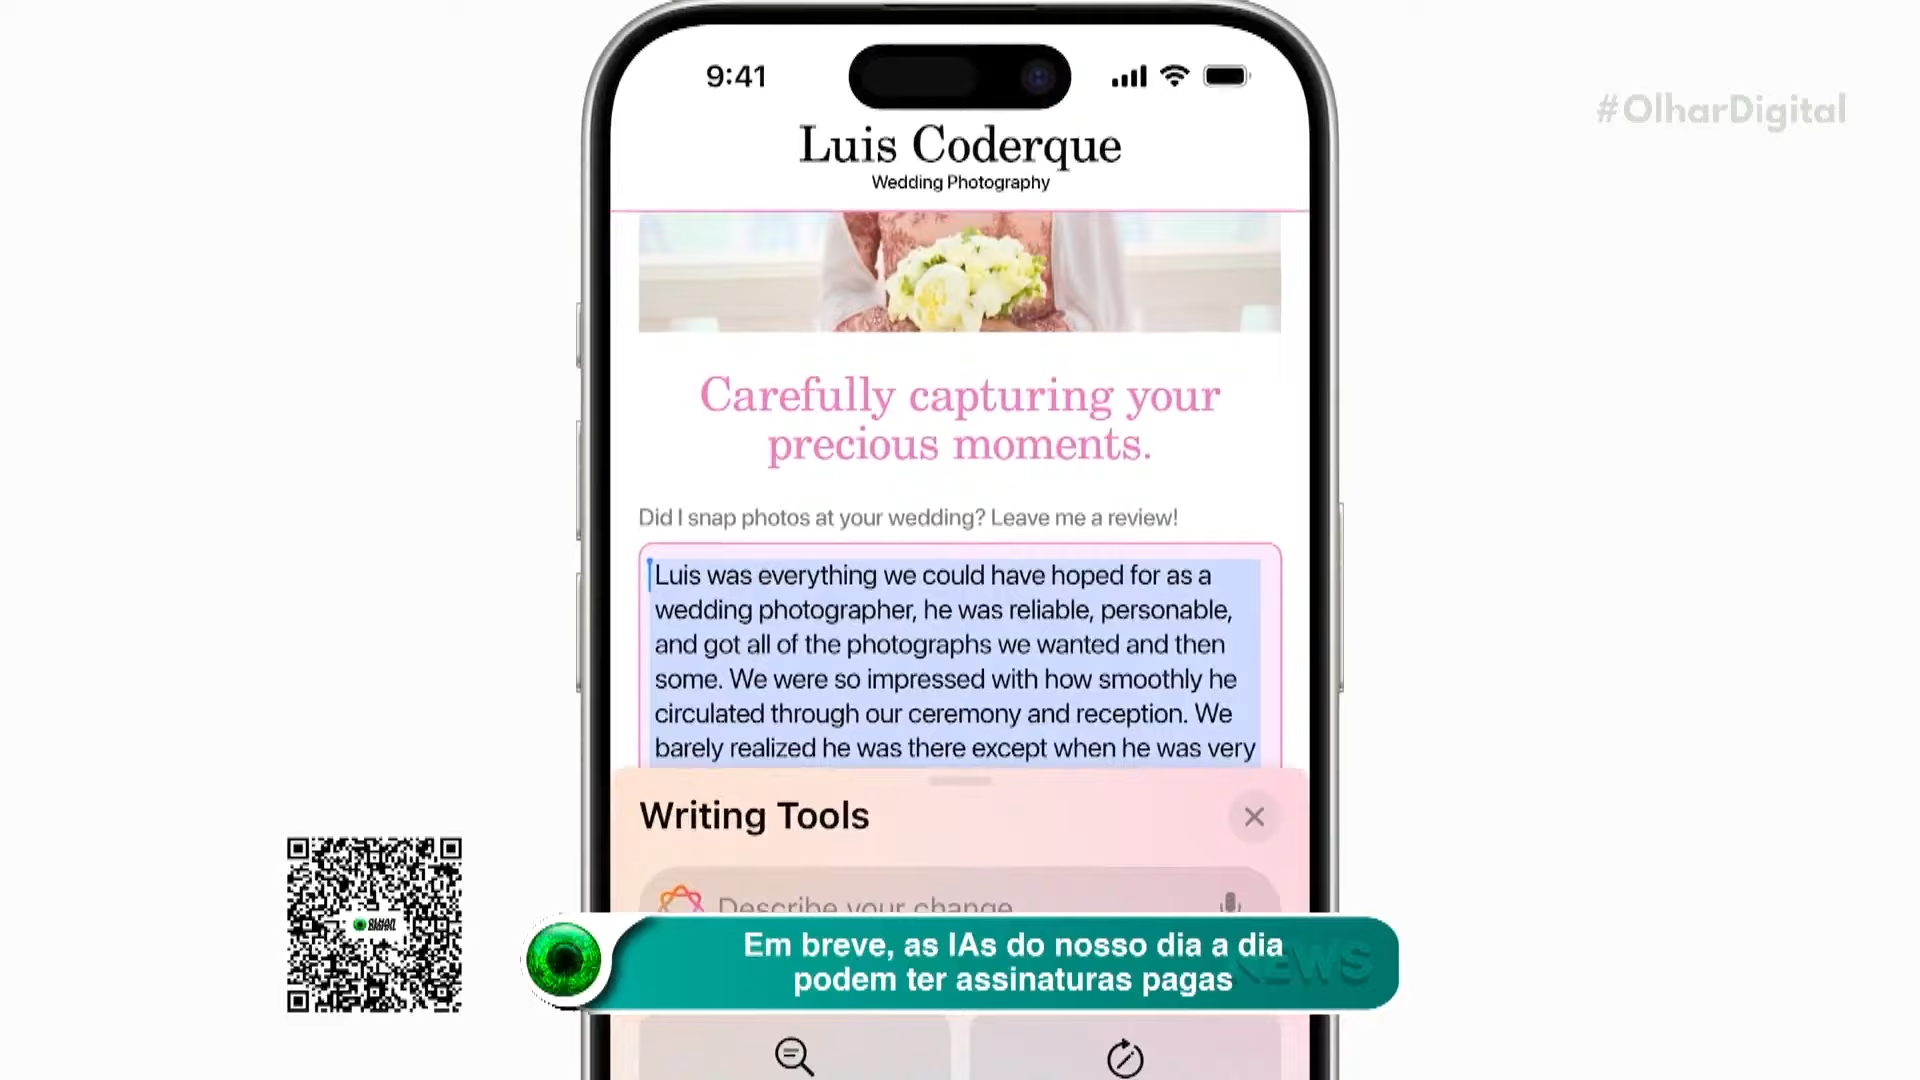 9:41
#OlharDigital
Luis Coderque
Wedding Photography
Carefully capturing your
precious moments.
Did I snap photos at your wedding? Leave me a review!
Luis was everything we could have hoped for as a
wedding photographer, he was reliable, personable,
and got all of the photographs we wanted and then
some. We were so impressed with how smoothly he
circulated through our ceremony and reception. We
barely realized he was there except when he was very
Writing Tools
Describe your change
Em breve, as IAs do nosso dia a dia
podem ter assinaturas pagas
NEWS